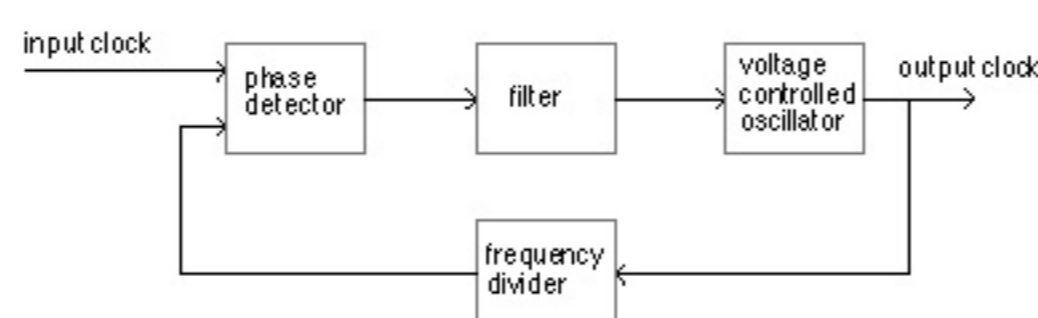 input clock
phase
detector
filter
voltage
controlled
oscillator
output clock
frequency
divider